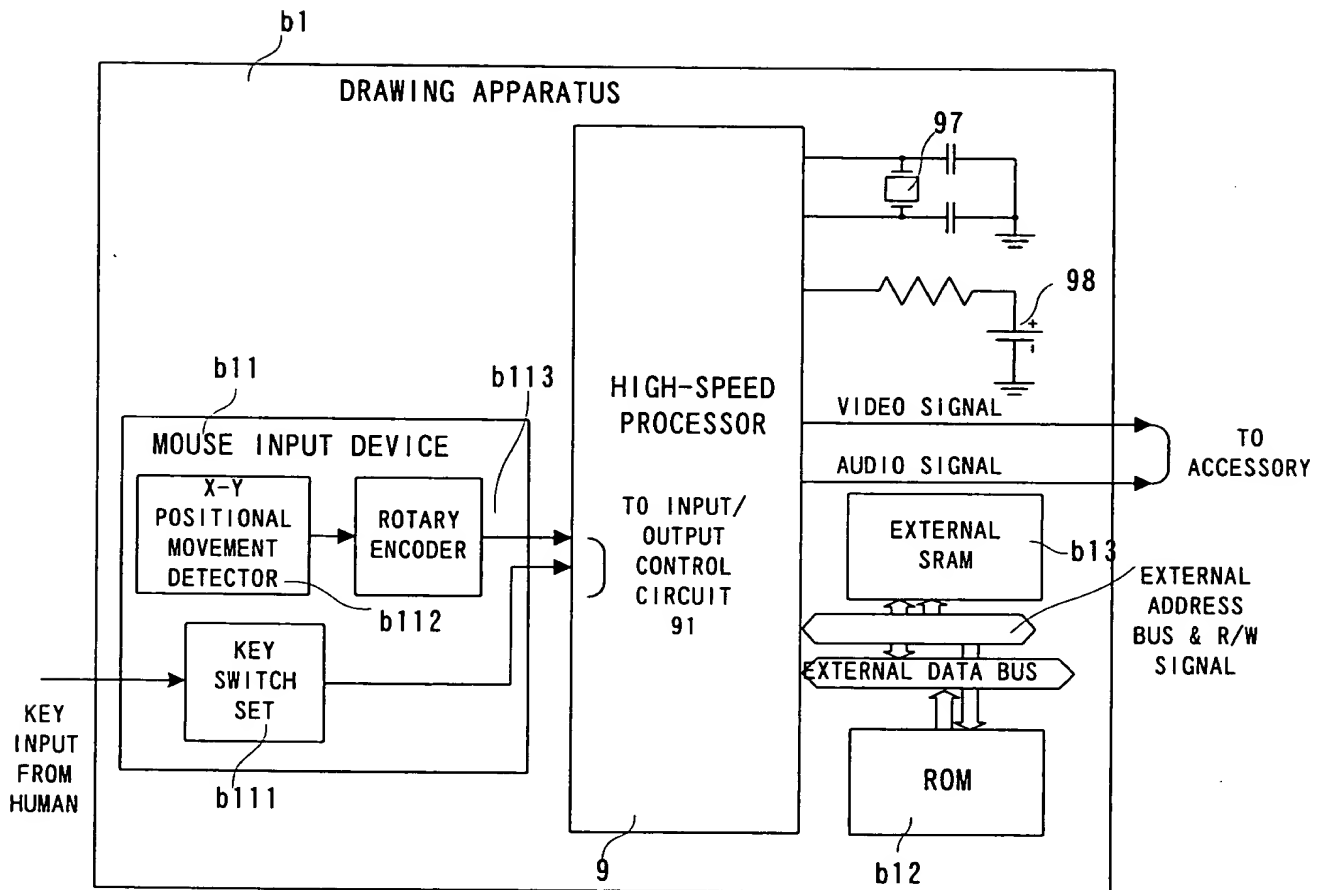 b1
DRAWING APPARATUS
97
98
b11
b113
MOUSE INPUT DEVICE
X-Y
POSITIONAL
MOVEMENT
DETECTOR
ROTARY
ENCODER
b112
KEY
SWITCH
SET
b111
KEY
INPUT
FROM
HUMAN
HIGH-SPEED
PROCESSOR
TO INPUT/
OUTPUT
CONTROL
CIRCUIT
91
9
+
-
VIDEO SIGNAL
AUDIO SIGNAL
TO
ACCESSORY
EXTERNAL
SRAM
b13
EXTERNAL
ADDRESS
BUS & R/W
SIGNAL
EXTERNAL DATA BUS
ROM
b12